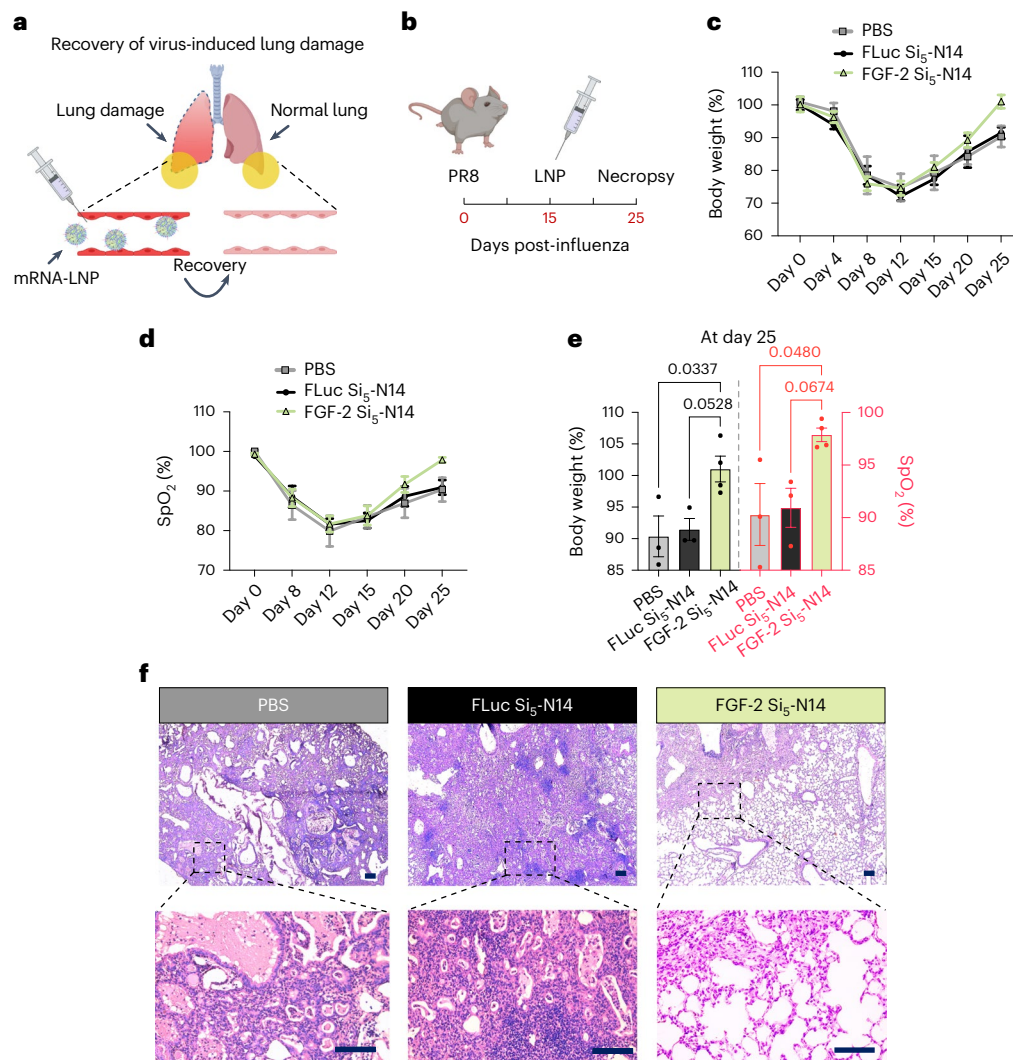 a
Recovery of virus-induced lung damage
Lung damage
Normal lung
mRNA-LNP
Recovery
b
PR8
LNP
Necropsy
0
15
25
Days post-influenza
c
PBS
FLuc Si5-N14
FGF-2 Si5-N14
Body weight (%)
110
100
90
80
70
60
Day 0
Day 4
Day 8
Day 12
Day 15
Day 20
Day 25
d
PBS
FLuc Si5-N14
FGF-2 Si5-N14
SpO2 (%)
110
100
90
80
70
Day 0
Day 8
Day 12
Day 15
Day 20
Day 25
e
At day 25
0.0337
0.0528
0.0480
0.0674
Body weight (%)
110
105
100
95
90
85
SpO2 (%)
100
95
90
85
PBS
FLuc Si5-N14
FGF-2 Si5-N14
PBS
FLuc Si5-N14
FGF-2 Si5-N14
f
PBS
FLuc Si5-N14
FGF-2 Si5-N14